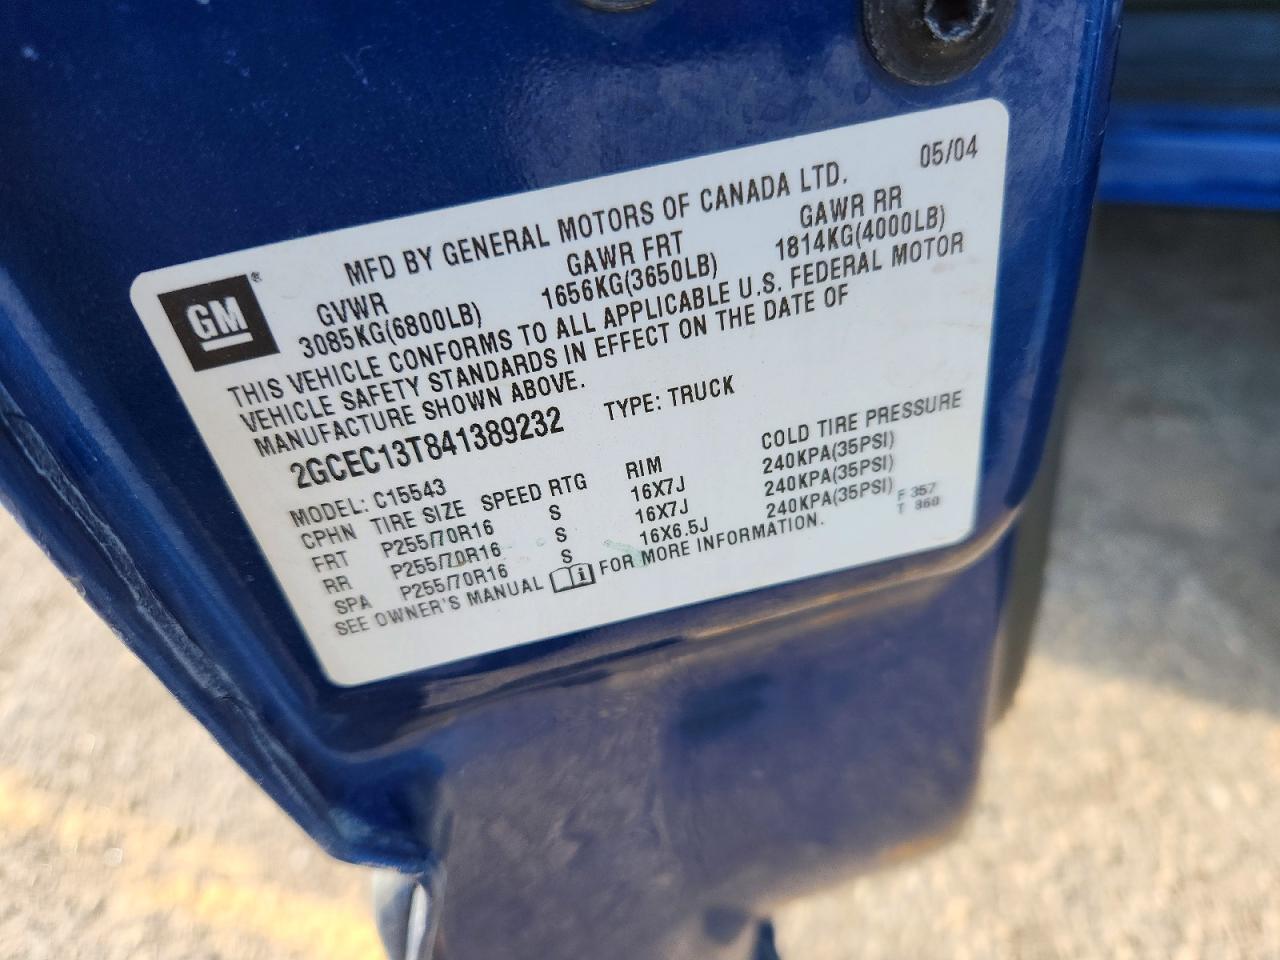 05/04
MFD BY GENERAL MOTORS OF CANADA LTD.
GM®
GVWR GAWR FRT GAWR RR
3085KG(6800LB) 1656KG(3650LB) 1814KG(4000LB)
THIS VEHICLE CONFORMS TO ALL APPLICABLE U.S. FEDERAL MOTOR
VEHICLE SAFETY STANDARDS IN EFFECT ON THE DATE OF
MANUFACTURE SHOWN ABOVE.
2GCEC13T841389232 TYPE: TRUCK
MODEL: C15543
CPHN TIRE SIZE SPEED RTG RIM COLD TIRE PRESSURE
FRT P255/70R16 S 16X7J 240KPA(35PSI)
RR P255/70R16 S 16X7J 240KPA(35PSI)
SPA P255/70R16 S 16X6.5J 240KPA(35PSI)
F 357
T 360
SEE OWNER'S MANUAL i FOR MORE INFORMATION.